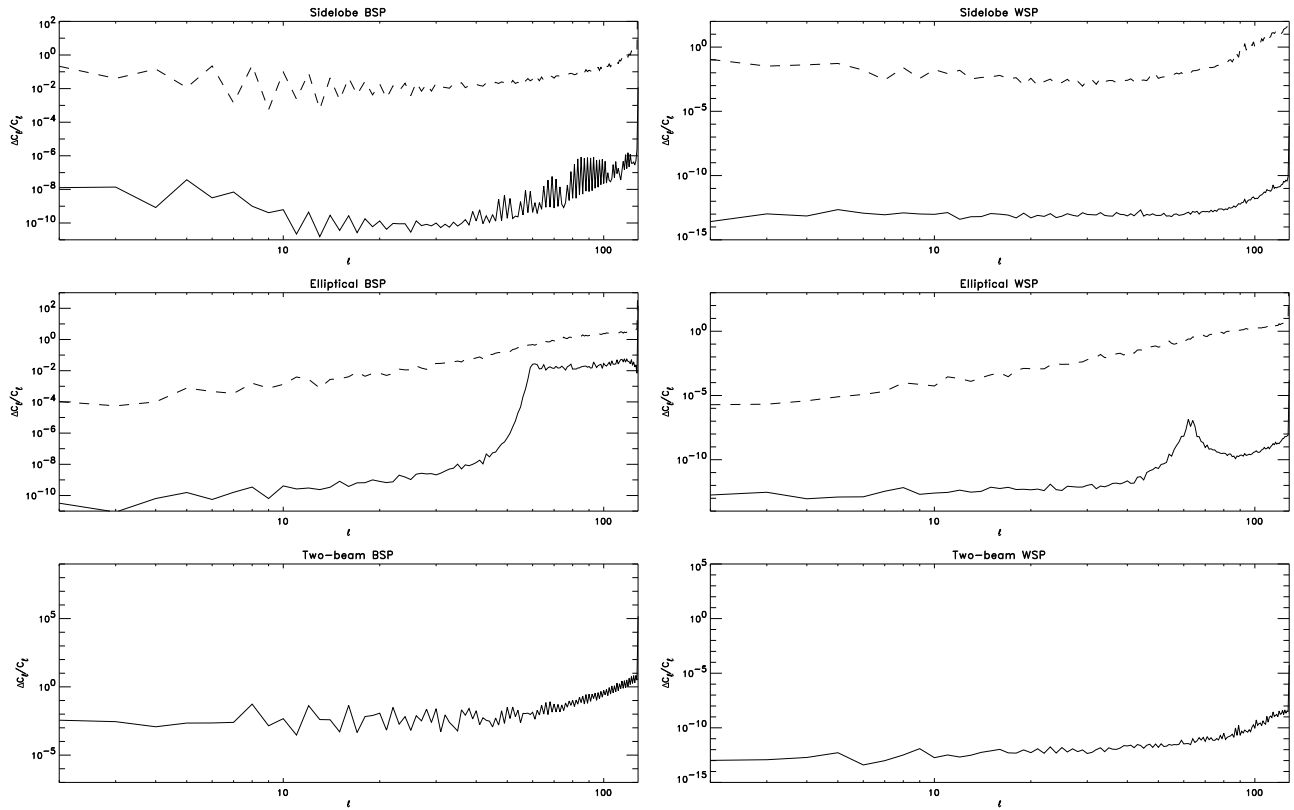 Sidelobe BSP
10^2
10^0
10^-2
10^-4
10^-6
10^-8
10^-10
ΔC_ℓ/C_ℓ
10
100
ℓ
Sidelobe WSP
10^0
10^-5
10^-10
10^-15
ΔC_ℓ/C_ℓ
10
100
ℓ
Elliptical BSP
10^2
10^0
10^-2
10^-4
10^-6
10^-8
10^-10
ΔC_ℓ/C_ℓ
10
100
ℓ
Elliptical WSP
10^0
10^-5
10^-10
ΔC_ℓ/C_ℓ
10
100
ℓ
Two-beam BSP
10^5
10^0
10^-5
ΔC_ℓ/C_ℓ
10
100
ℓ
Two-beam WSP
10^5
10^0
10^-5
10^-10
10^-15
ΔC_ℓ/C_ℓ
10
100
ℓ